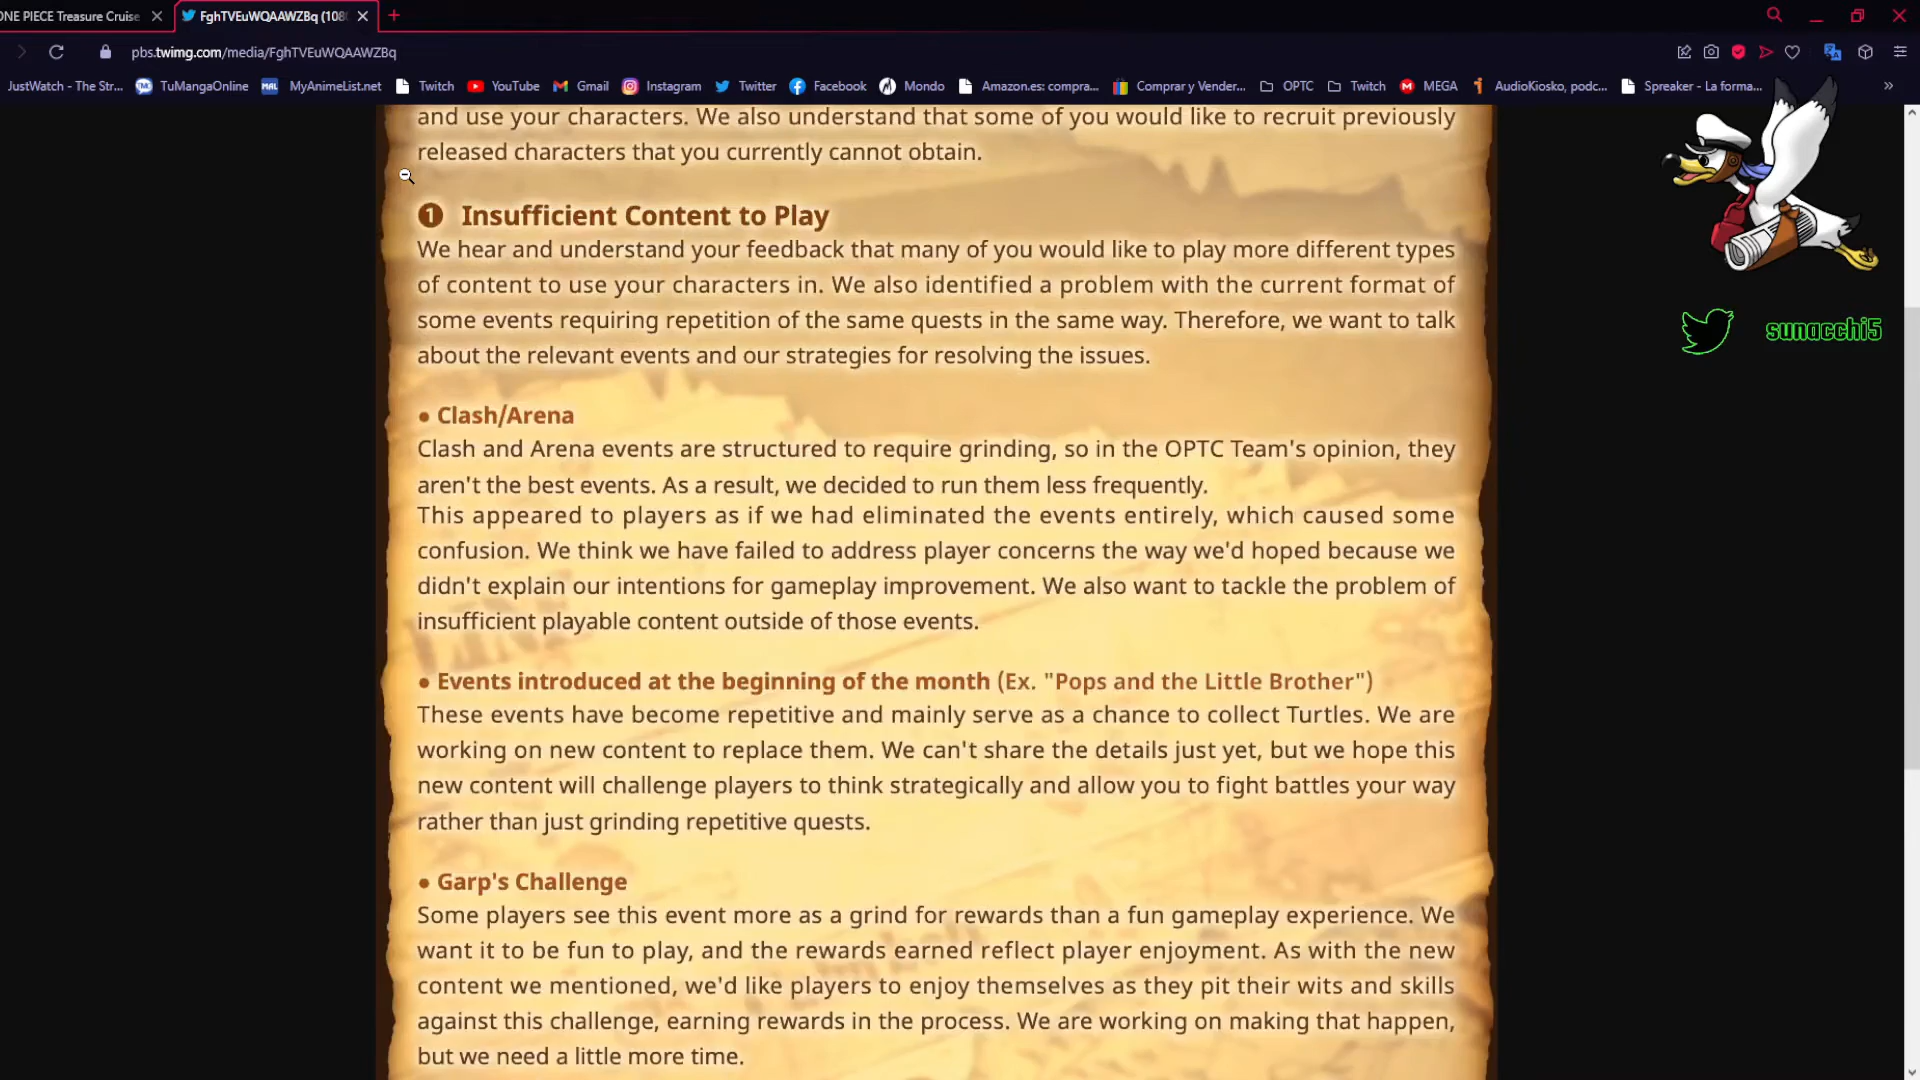 ONE PIECE Treasure Cruise
FghTVEuWQAAWZBq (108
pbs.twimg.com/media/FghTVEuWQAAWZBq
JustWatch - The Str... TuMangaOnline MAL MyAnimeList.net Twitch YouTube Gmail Instagram Twitter Facebook Mondo Amazon.es: compra... Comprar y Vender... OPTC Twitch MEGA AudioKiosko, podc... Spreaker - La forma... »
and use your characters. We also understand that some of you would like to recruit previously
released characters that you currently cannot obtain.
1 Insufficient Content to Play
We hear and understand your feedback that many of you would like to play more different types
of content to use your characters in. We also identified a problem with the current format of
some events requiring repetition of the same quests in the same way. Therefore, we want to talk
about the relevant events and our strategies for resolving the issues.
sunacchi5
• Clash/Arena
Clash and Arena events are structured to require grinding, so in the OPTC Team's opinion, they
aren't the best events. As a result, we decided to run them less frequently.
This appeared to players as if we had eliminated the events entirely, which caused some
confusion. We think we have failed to address player concerns the way we'd hoped because we
didn't explain our intentions for gameplay improvement. We also want to tackle the problem of
insufficient playable content outside of those events.
• Events introduced at the beginning of the month (Ex. "Pops and the Little Brother")
These events have become repetitive and mainly serve as a chance to collect Turtles. We are
working on new content to replace them. We can't share the details just yet, but we hope this
new content will challenge players to think strategically and allow you to fight battles your way
rather than just grinding repetitive quests.
• Garp's Challenge
Some players see this event more as a grind for rewards than a fun gameplay experience. We
want it to be fun to play, and the rewards earned reflect player enjoyment. As with the new
content we mentioned, we'd like players to enjoy themselves as they pit their wits and skills
against this challenge, earning rewards in the process. We are working on making that happen,
but we need a little more time.